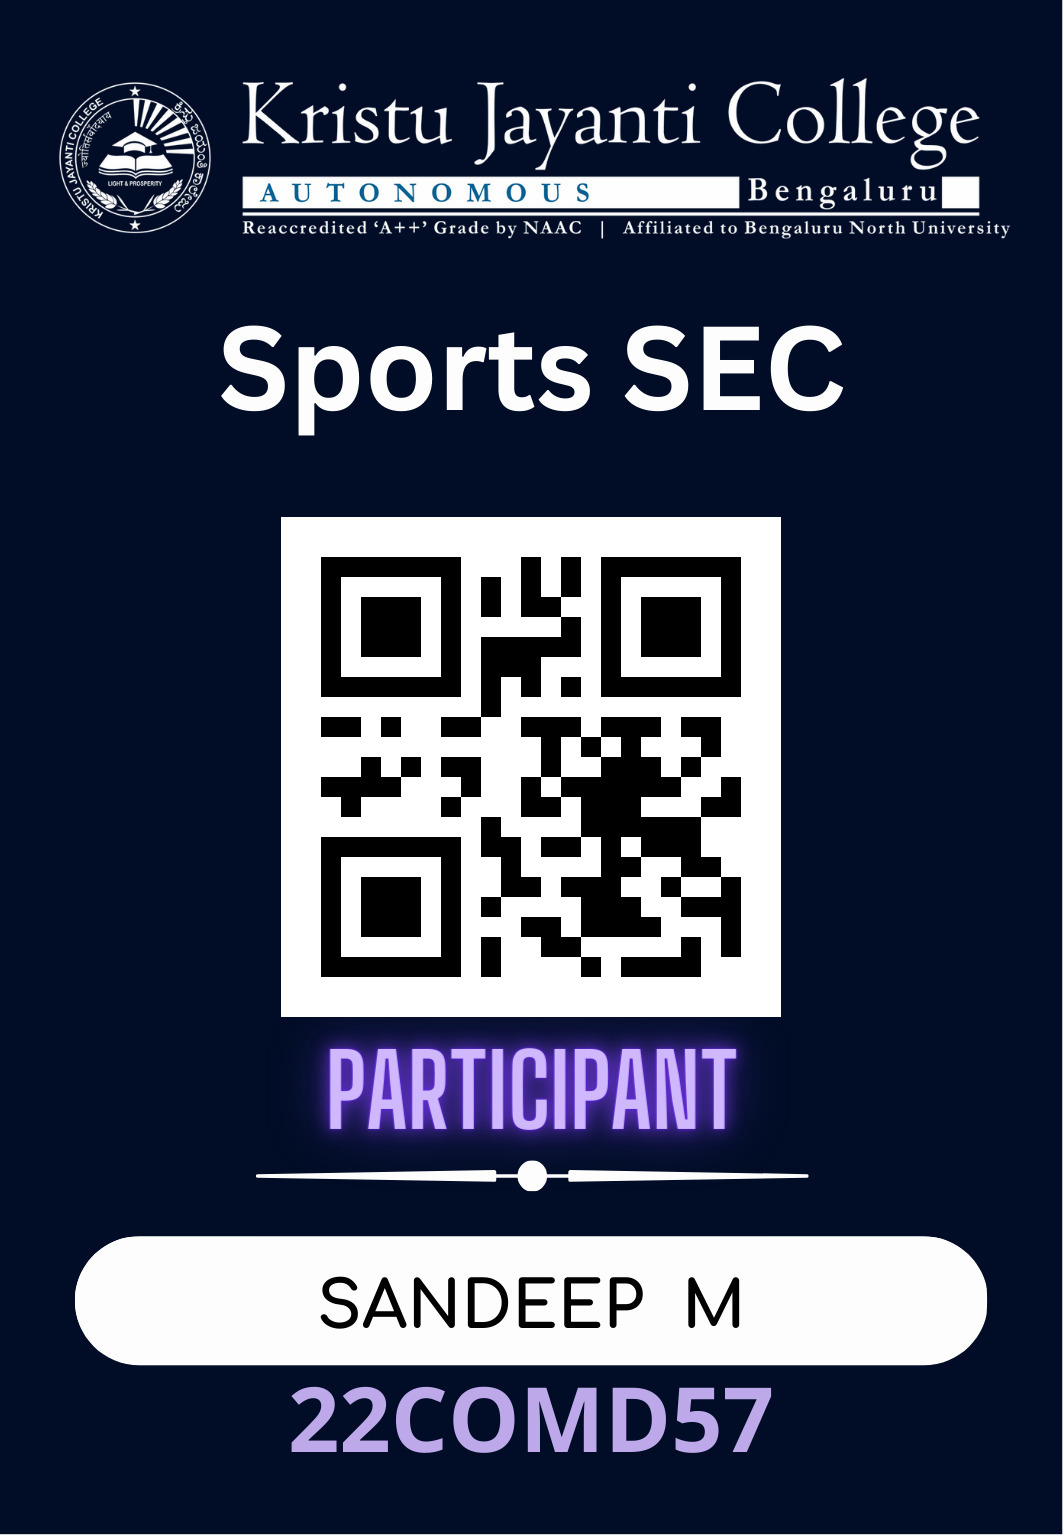 KRISTU JAYANTI COLLEGE
ಕ್ರಿಸ್ತು ಜಯಂತಿ ಕಾಲೇಜು
LIGHT & PROSPERITY
Kristu Jayanti College
AUTONOMOUS Bengaluru
Reaccredited ‘A++’ Grade by NAAC | Affiliated to Bengaluru North University
Sports SEC
PARTICIPANT
SANDEEP M
22COMD57